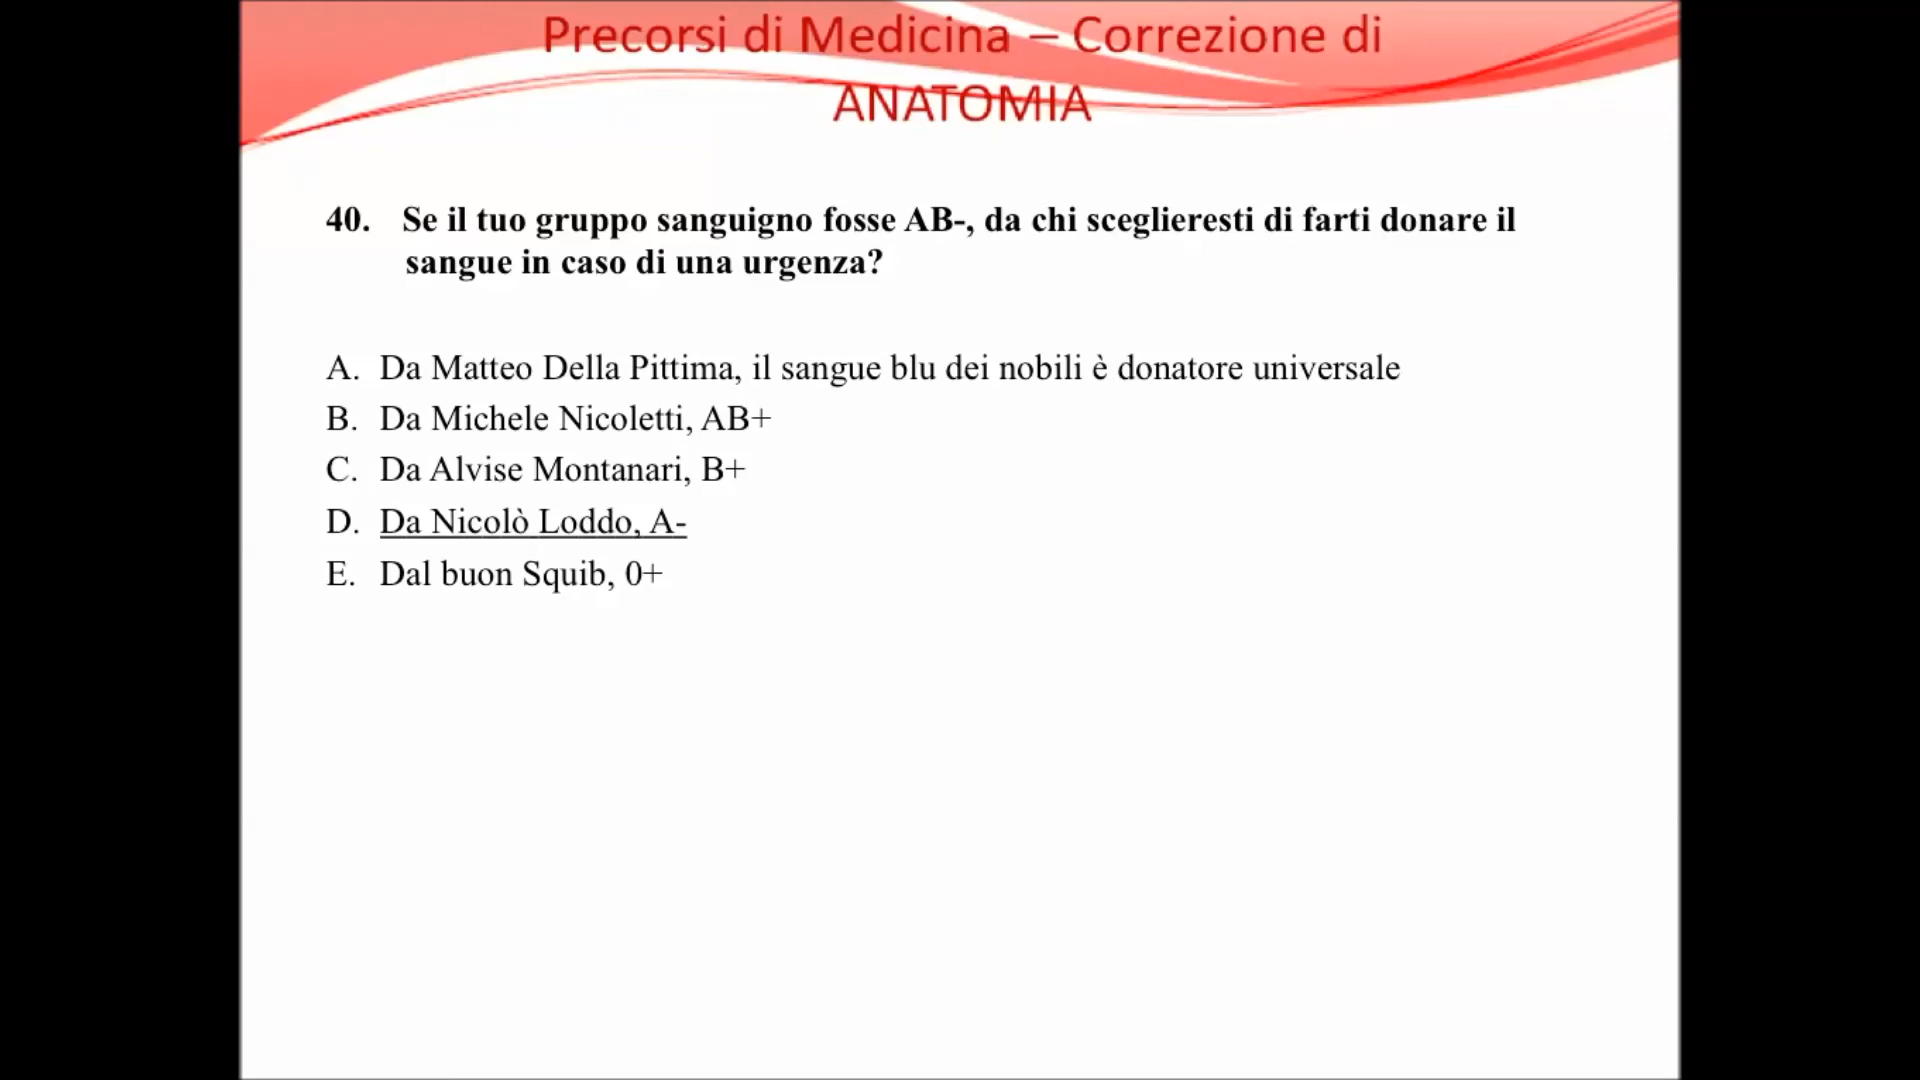 Precorsi di Medicina – Correzione di
ANATOMIA
40. Se il tuo gruppo sanguigno fosse AB-, da chi sceglieresti di farti donare il
sangue in caso di una urgenza?
A. Da Matteo Della Pittima, il sangue blu dei nobili è donatore universale
B. Da Michele Nicoletti, AB+
C. Da Alvise Montanari, B+
D. Da Nicolò Loddo, A-
E. Dal buon Squib, 0+